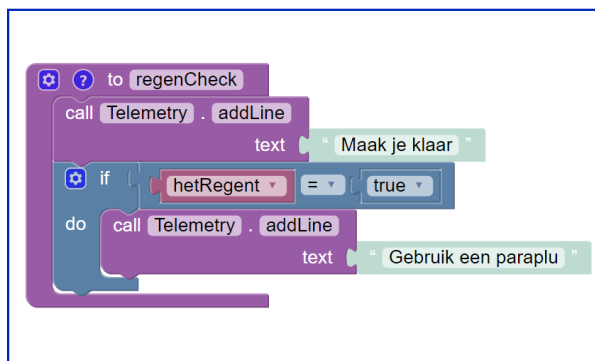 ? to regenCheck
call Telemetry . addLine
text “ Maak je klaar ”
if hetRegent = true
do call Telemetry . addLine
text “ Gebruik een paraplu ”